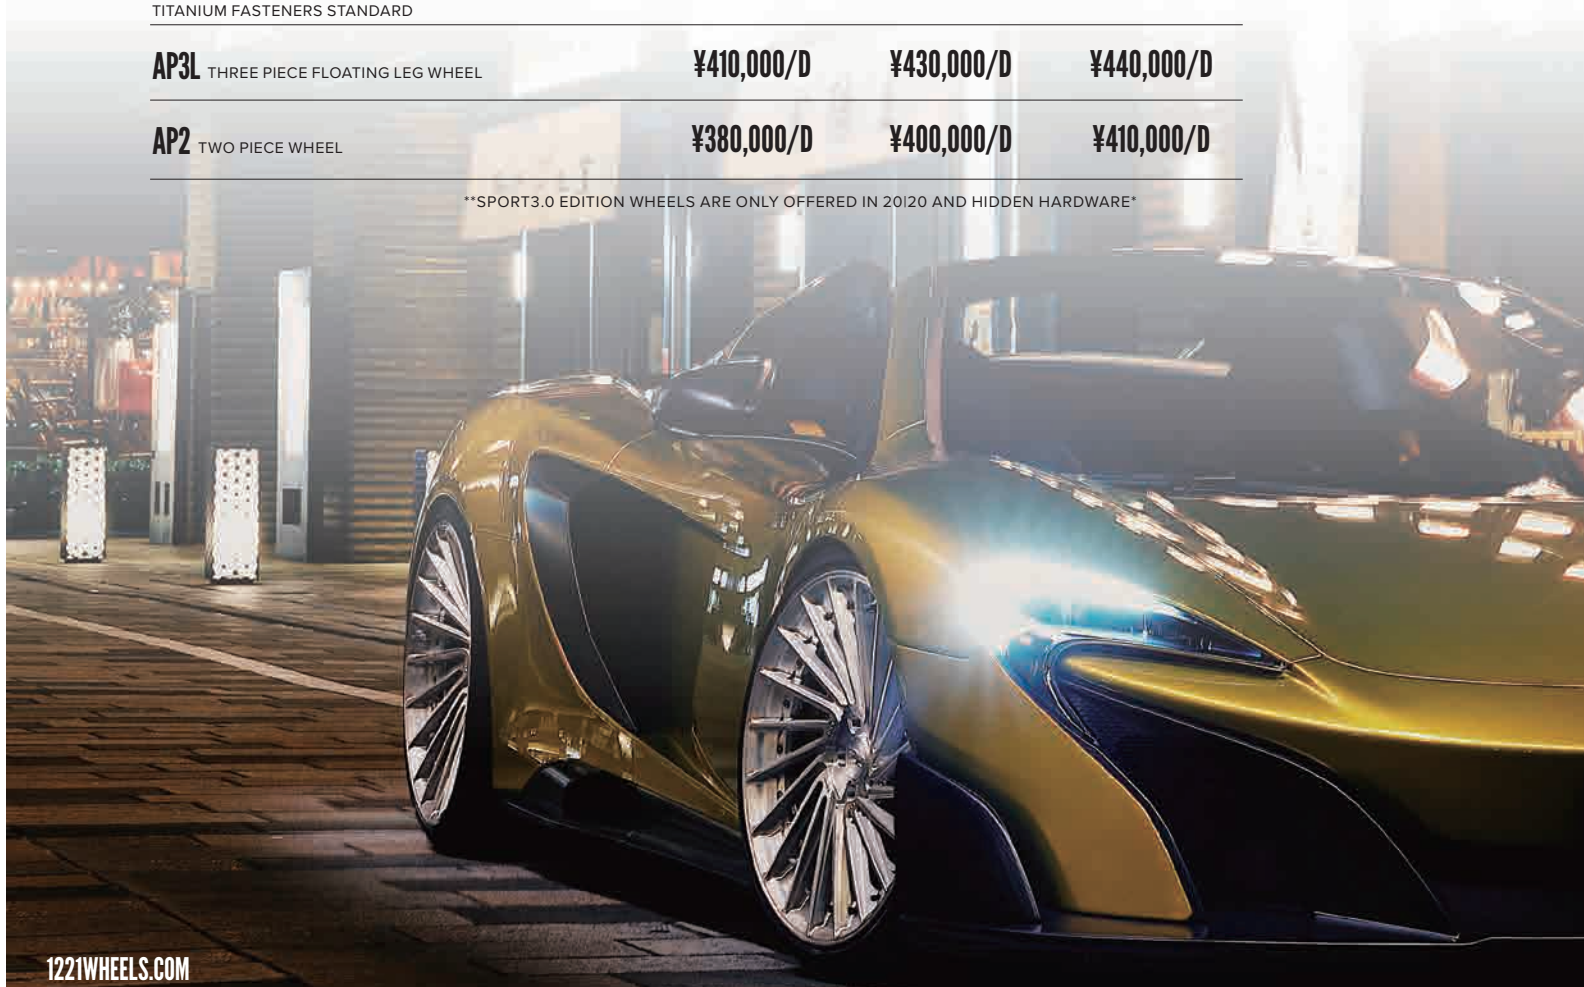 TITANIUM FASTENERS STANDARD
AP3L THREE PIECE FLOATING LEG WHEEL ¥410,000/D ¥430,000/D ¥440,000/D
AP2 TWO PIECE WHEEL ¥380,000/D ¥400,000/D ¥410,000/D
**SPORT3.0 EDITION WHEELS ARE ONLY OFFERED IN 20|20 AND HIDDEN HARDWARE*
1221WHEELS.COM